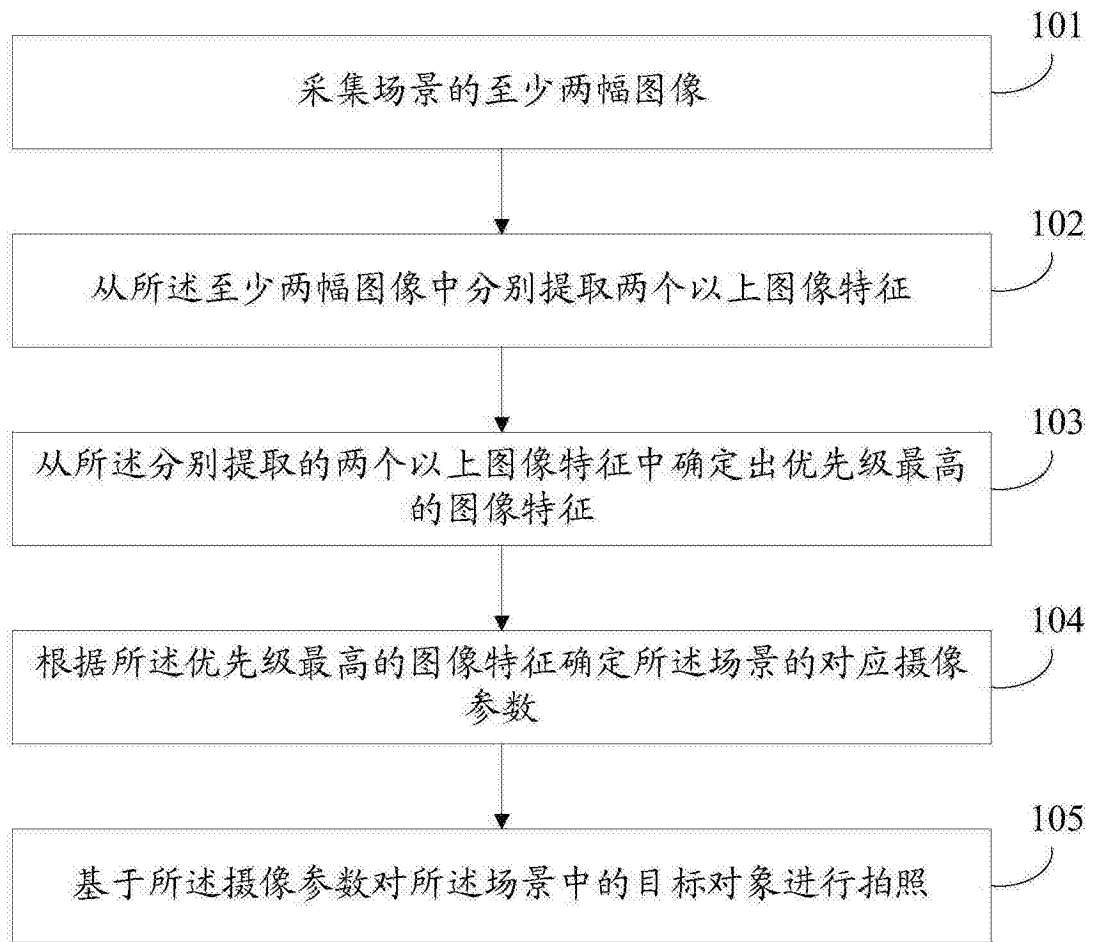 101
采集场景的至少两幅图像
102
从所述至少两幅图像中分别提取两个以上图像特征
103
从所述分别提取的两个以上图像特征中确定出优先级最高
的图像特征
104
根据所述优先级最高的图像特征确定所述场景的对应摄像
参数
105
基于所述摄像参数对所述场景中的目标对象进行拍照